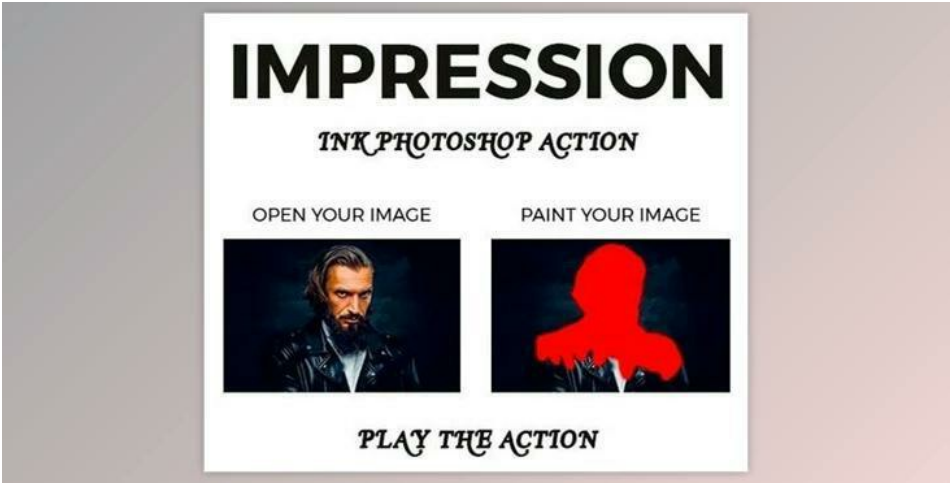 IMPRESSION
INK PHOTOSHOP ACTION
OPEN YOUR IMAGE
PAINT YOUR IMAGE
PLAY THE ACTION